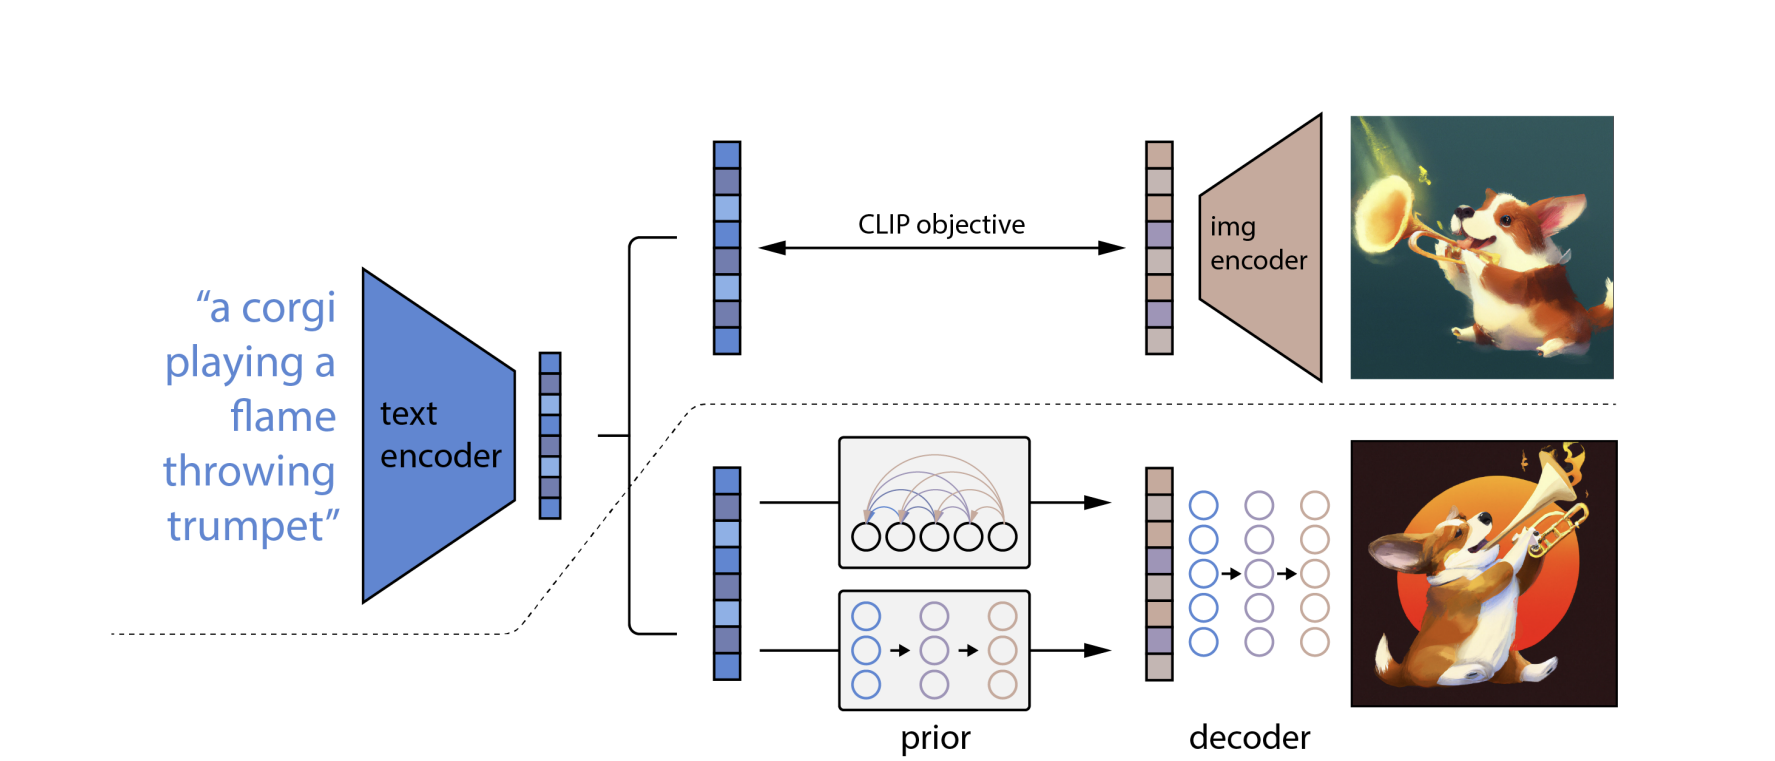 “a corgi
playing a
flame
throwing
trumpet”
text
encoder
CLIP objective
img
encoder
prior
decoder